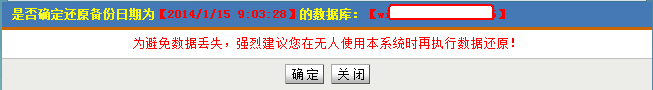 是否确定还原备份日期为【2014/1/15 9:03:28】的数据库：【w 】
为避免数据丢失，强烈建议您在无人使用本系统时再执行数据还原！
确定 关闭